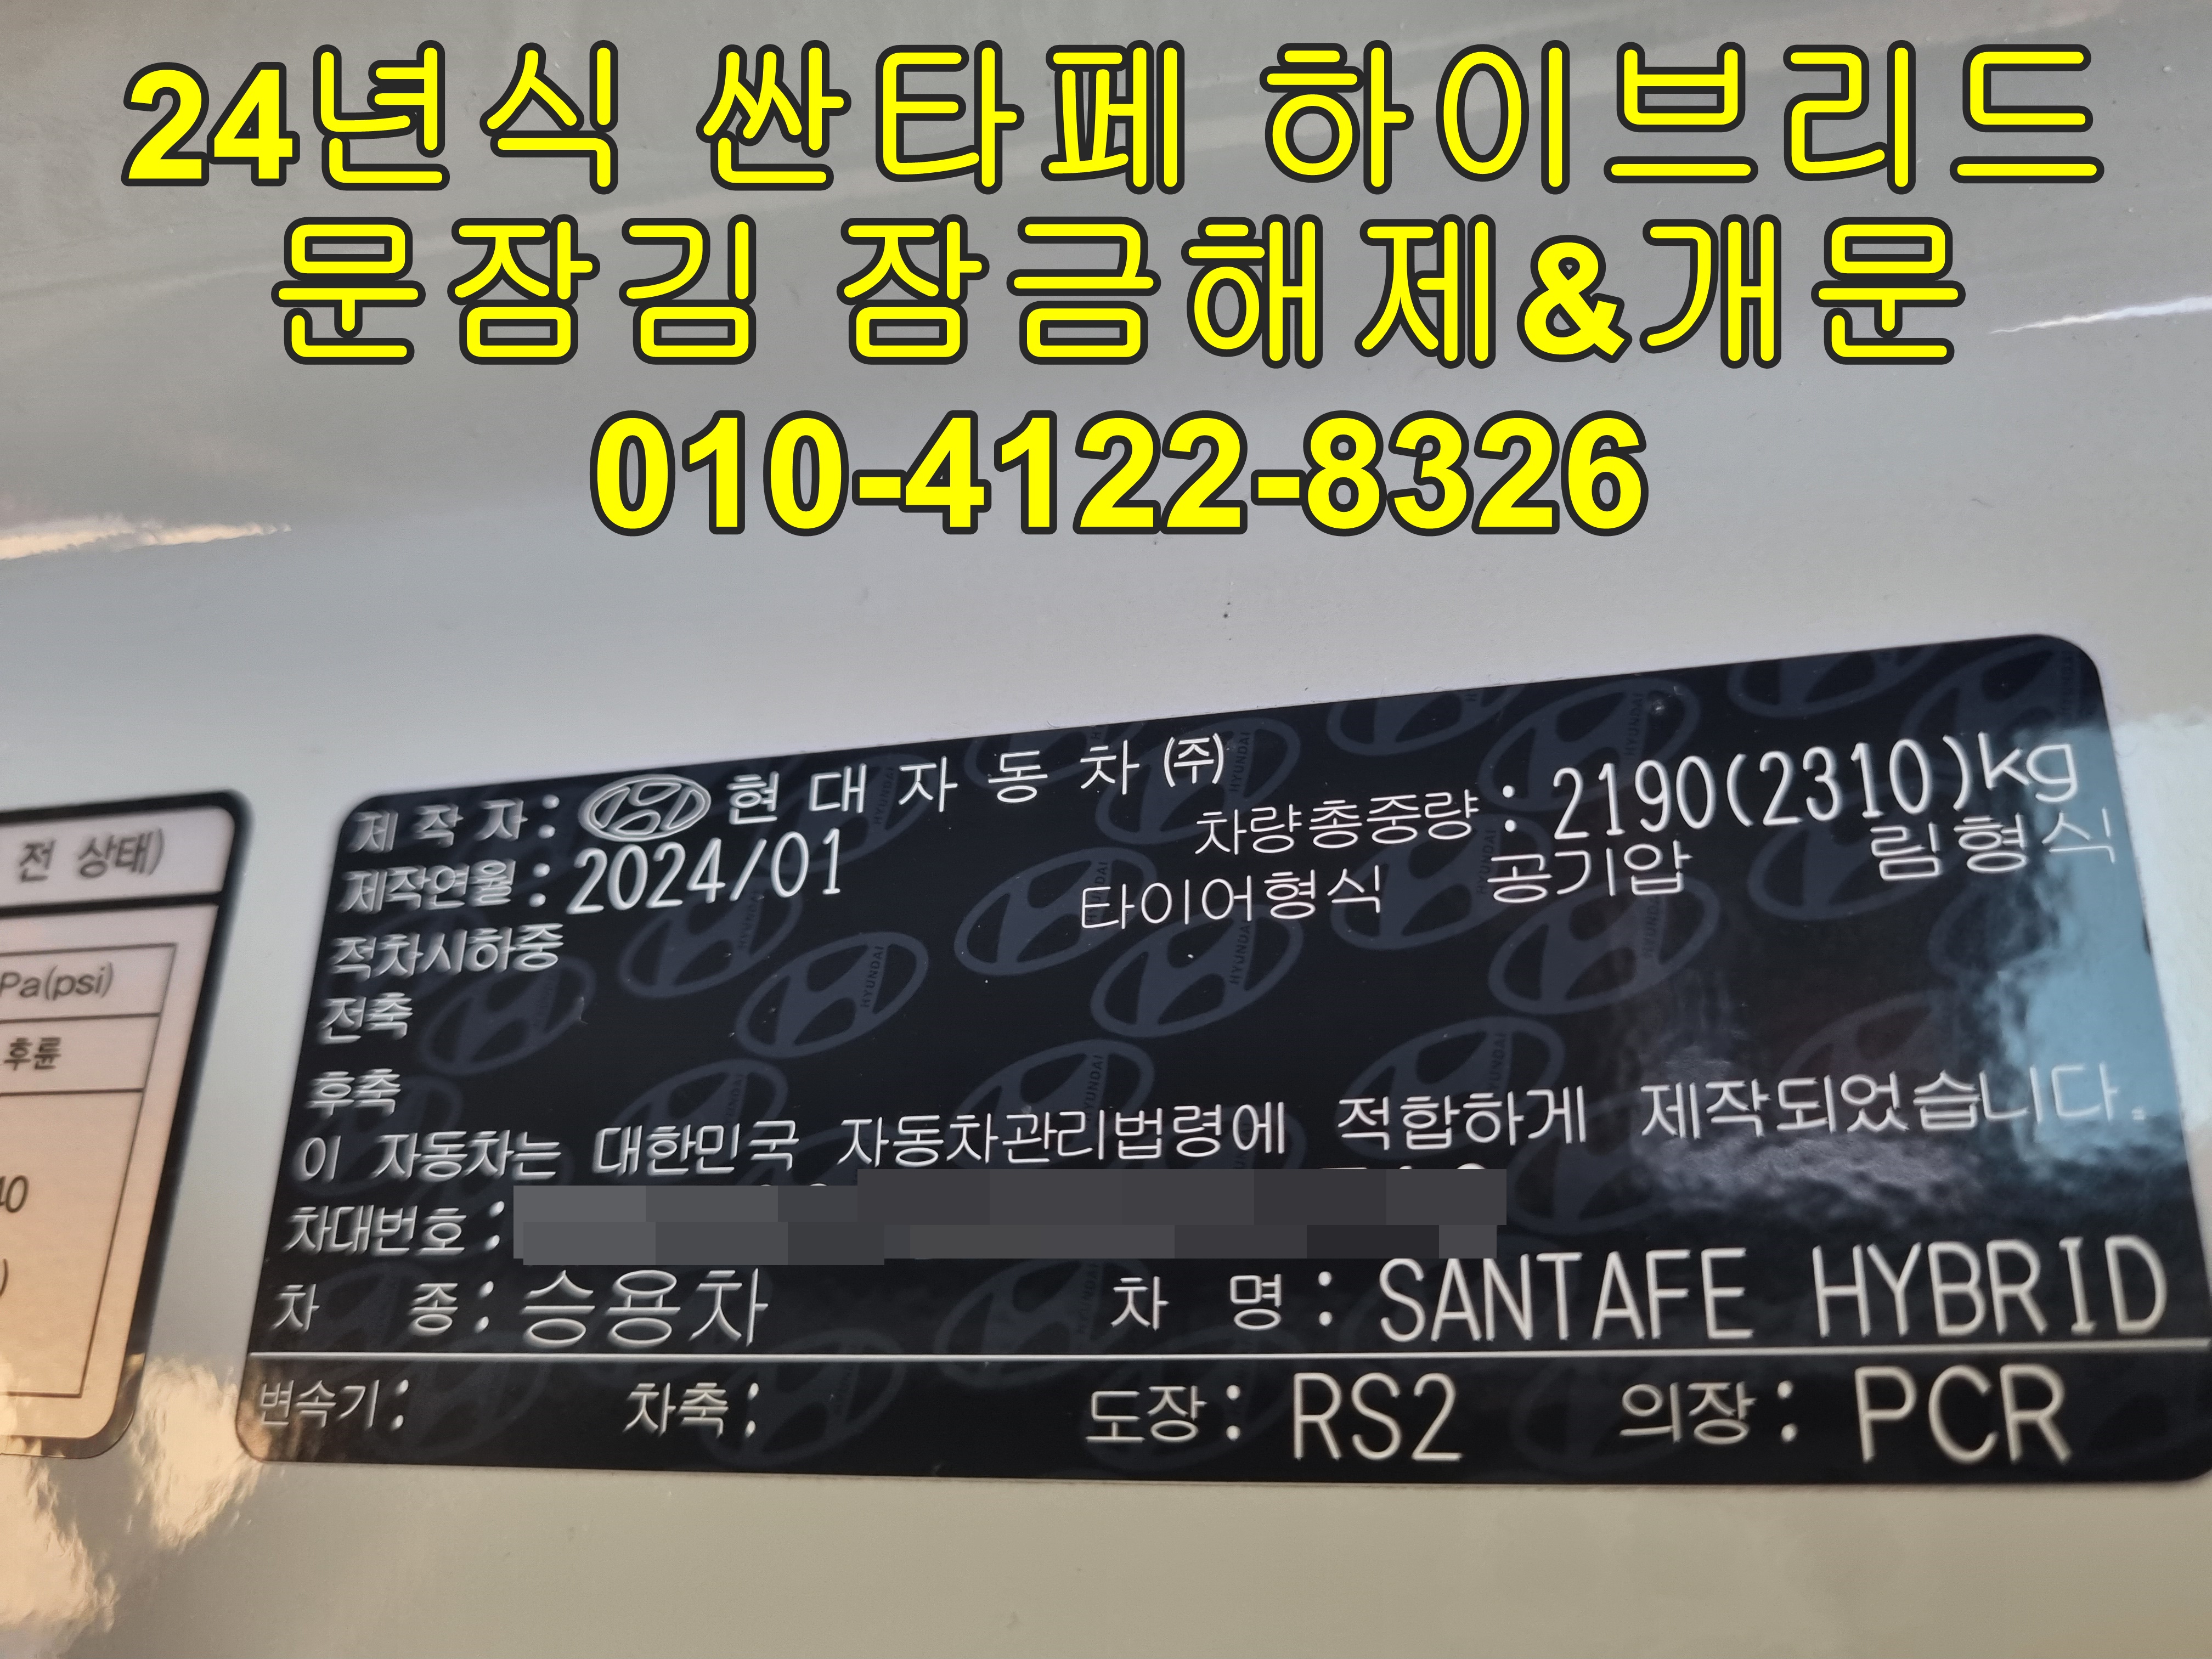 24년식 싼타페 하이브리드
문잠김 잠금해제&개문
010-4122-8326
전 상태)
Pa(psi)
후륜
40
)
제작자: 현대자동차(주)
차량총중량: 2190(2310)kg
제작연월: 2024/01
타이어형식 공기압 림형식
적차시하중
전축
후축
이 자동차는 대한민국 자동차관리법령에 적합하게 제작되었습니다.
차대번호:
차 종: 승용차 차 명: SANTAFE HYBRID
변속기: 차축: 도장: RS2 의장: PCR
HYUNDAI